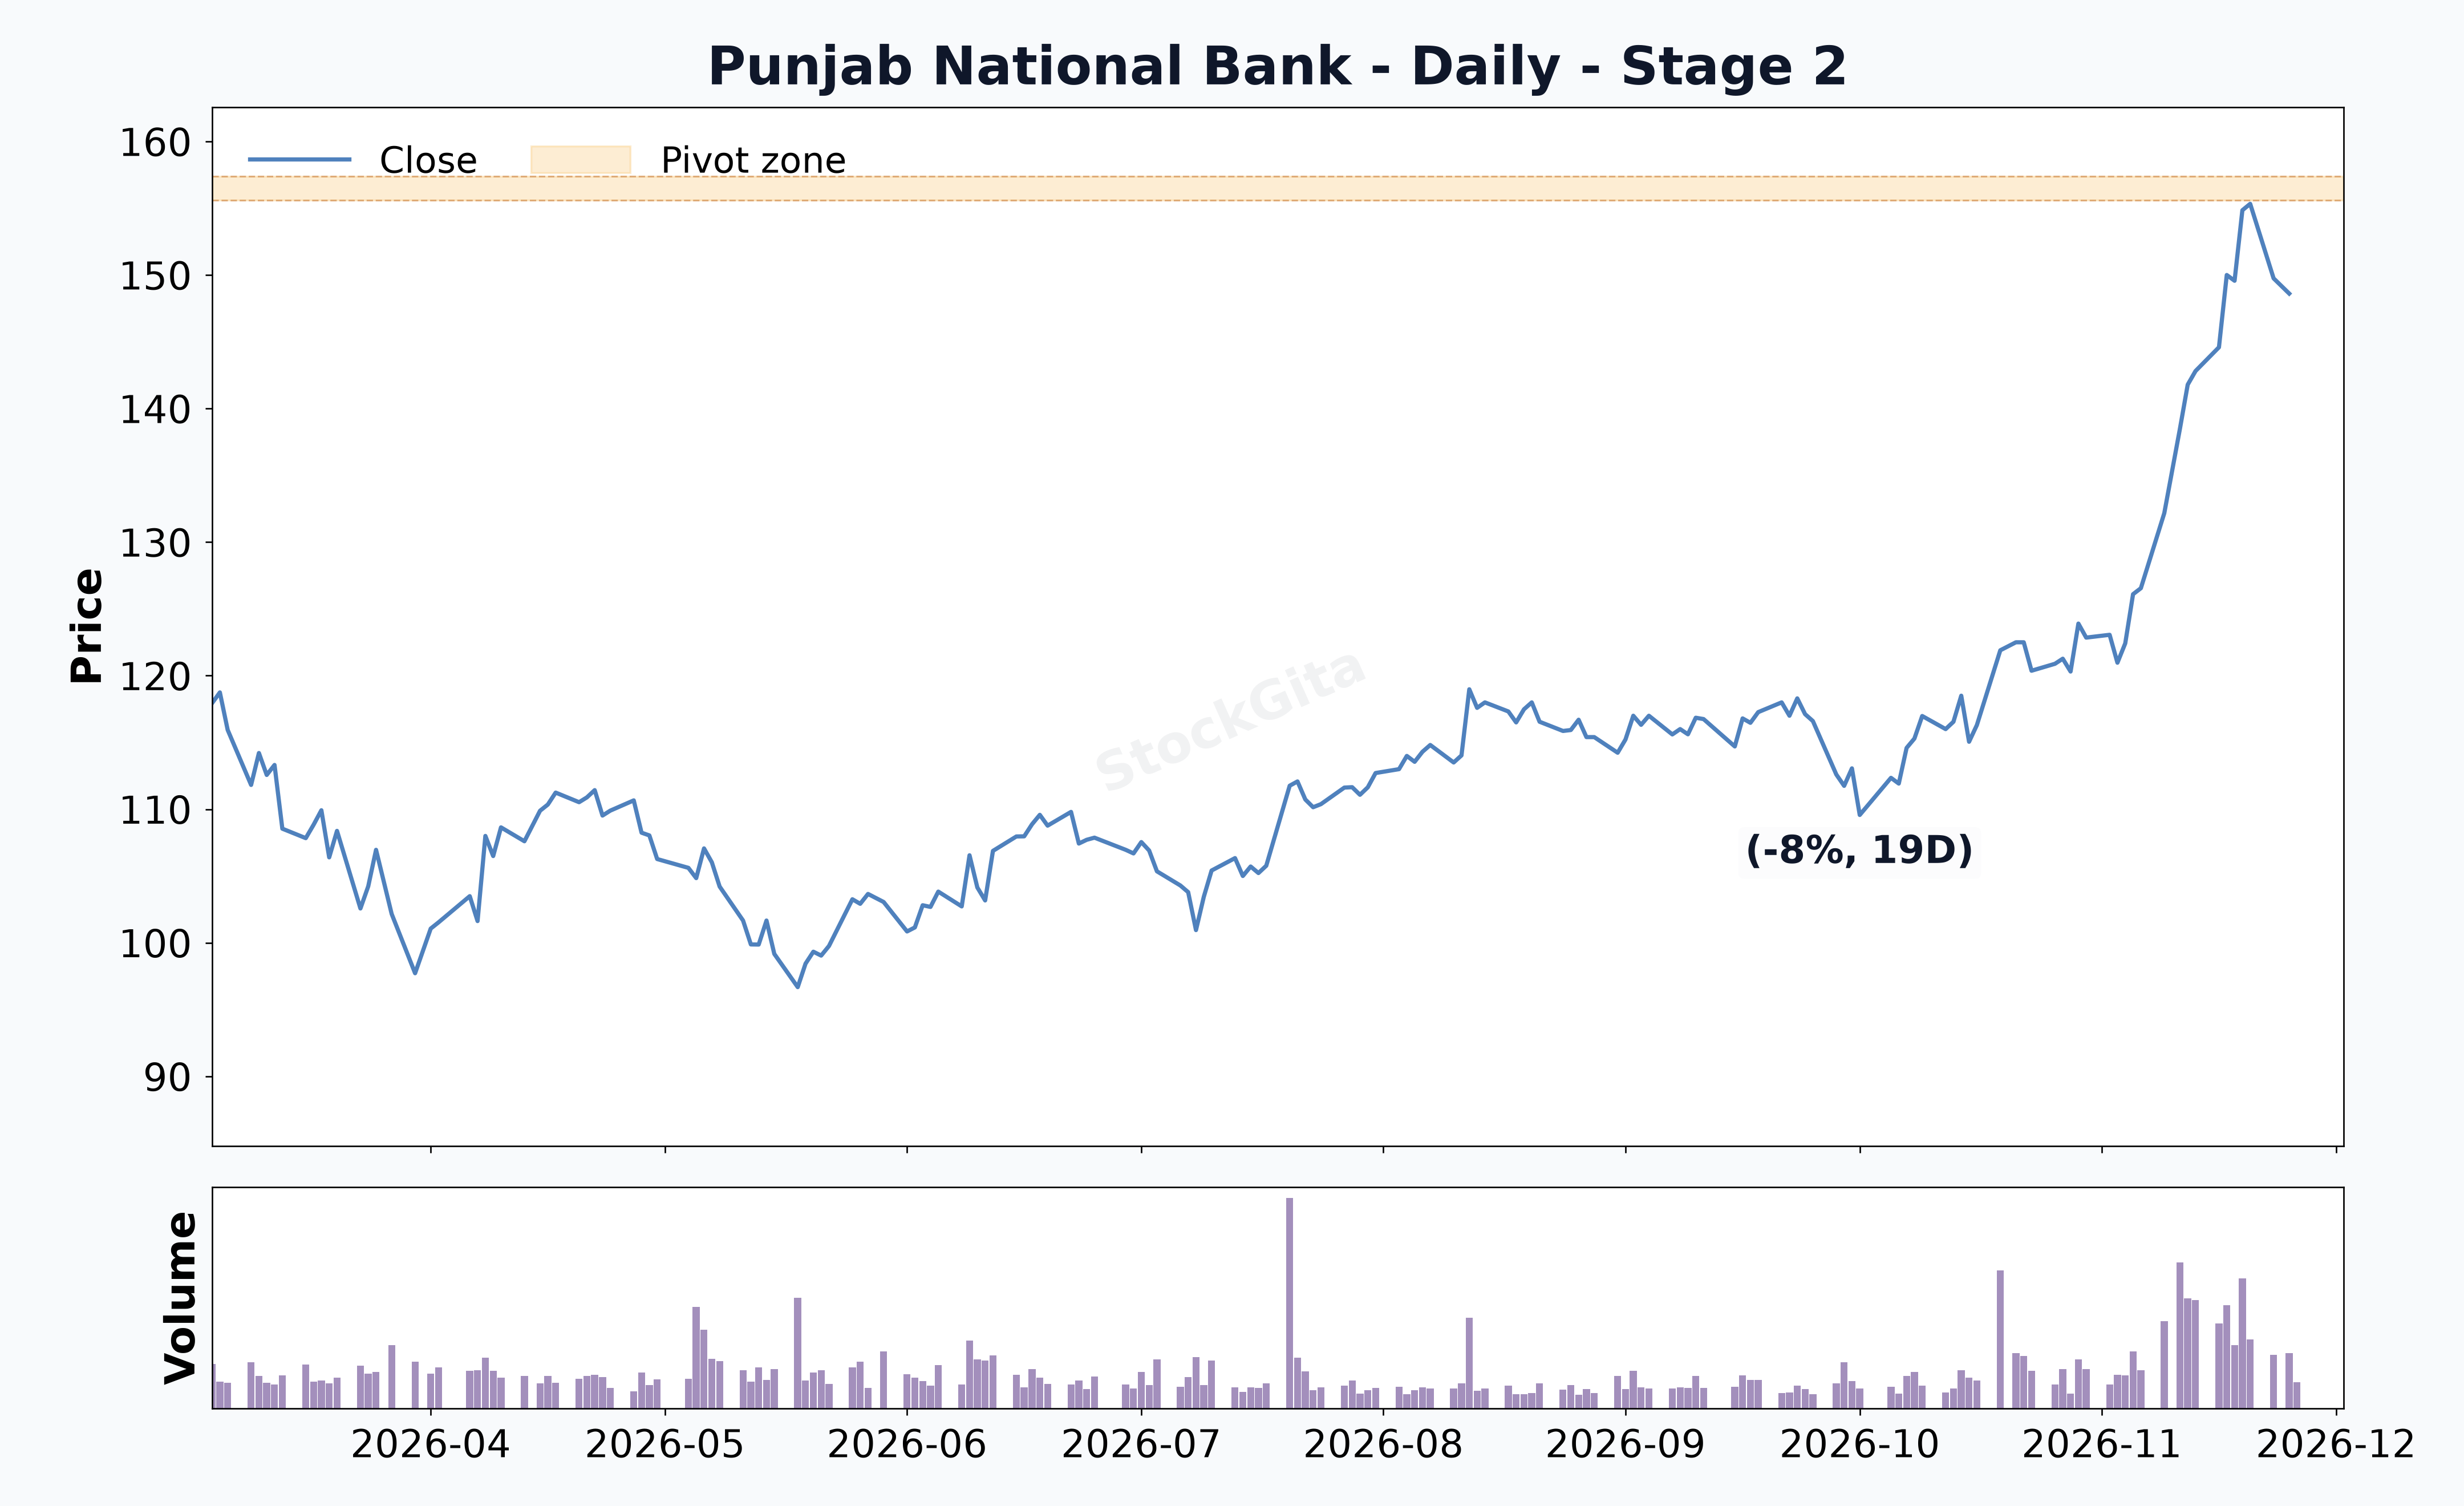 Punjab National Bank - Daily - Stage 2
Close
Pivot zone
Price
160
150
140
130
120
110
100
90
StockGita
(-8%, 19D)
Volume
2026-04
2026-05
2026-06
2026-07
2026-08
2026-09
2026-10
2026-11
2026-12